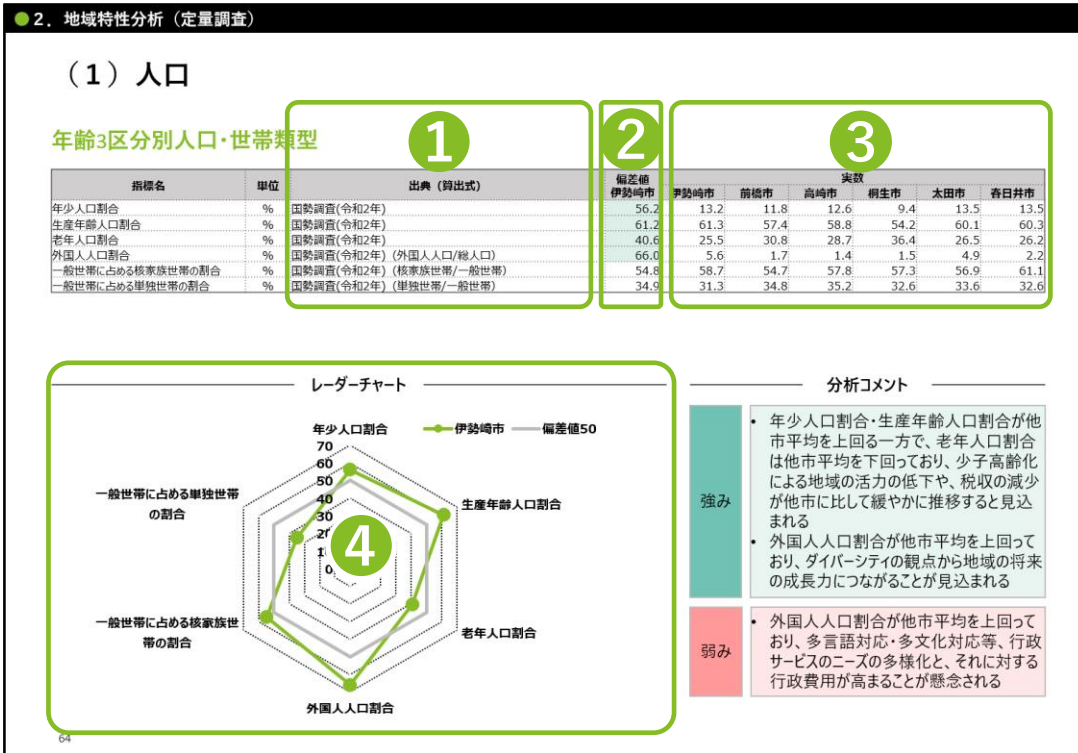 ●2．地域特性分析（定量調査）
（1）人口
年齢3区分別人口・世帯類型
❶
❷
❸
指標名 単位 出典（算出式） 偏差値 実数
伊勢崎市 伊勢崎市 前橋市 高崎市 桐生市 太田市 春日井市
年少人口割合 % 国勢調査(令和2年) 56.2 13.2 11.8 12.6 9.4 13.5 13.5
生産年齢人口割合 % 国勢調査(令和2年) 61.2 61.3 57.4 58.8 54.2 60.1 60.3
老年人口割合 % 国勢調査(令和2年) 40.6 25.5 30.8 28.7 36.4 26.5 26.2
外国人人口割合 % 国勢調査(令和2年)（外国人人口/総人口） 66.0 5.6 1.7 1.4 1.5 4.9 2.2
一般世帯に占める核家族世帯の割合 % 国勢調査(令和2年)（核家族世帯/一般世帯） 54.8 58.7 54.7 57.8 57.3 56.9 61.1
一般世帯に占める単独世帯の割合 % 国勢調査(令和2年)（単独世帯/一般世帯） 34.9 31.3 34.8 35.2 32.6 33.6 32.6
レーダーチャート
年少人口割合
伊勢崎市 偏差値50
70
60
50
40
30
❹
0
生産年齢人口割合
老年人口割合
外国人人口割合
一般世帯に占める核家族世
帯の割合
一般世帯に占める単独世帯
の割合
分析コメント
強み
• 年少人口割合・生産年齢人口割合が他
市平均を上回る一方で、老年人口割合
は他市平均を下回っており、少子高齢化
による地域の活力の低下や、税収の減少
が他市に比して緩やかに推移すると見込
まれる
• 外国人人口割合が他市平均を上回って
おり、ダイバーシティの観点から地域の将来
の成長力につながることが見込まれる
弱み
• 外国人人口割合が他市平均を上回って
おり、多言語対応・多文化対応等、行政
サービスのニーズの多様化と、それに対する
行政費用が高まることが懸念される
64